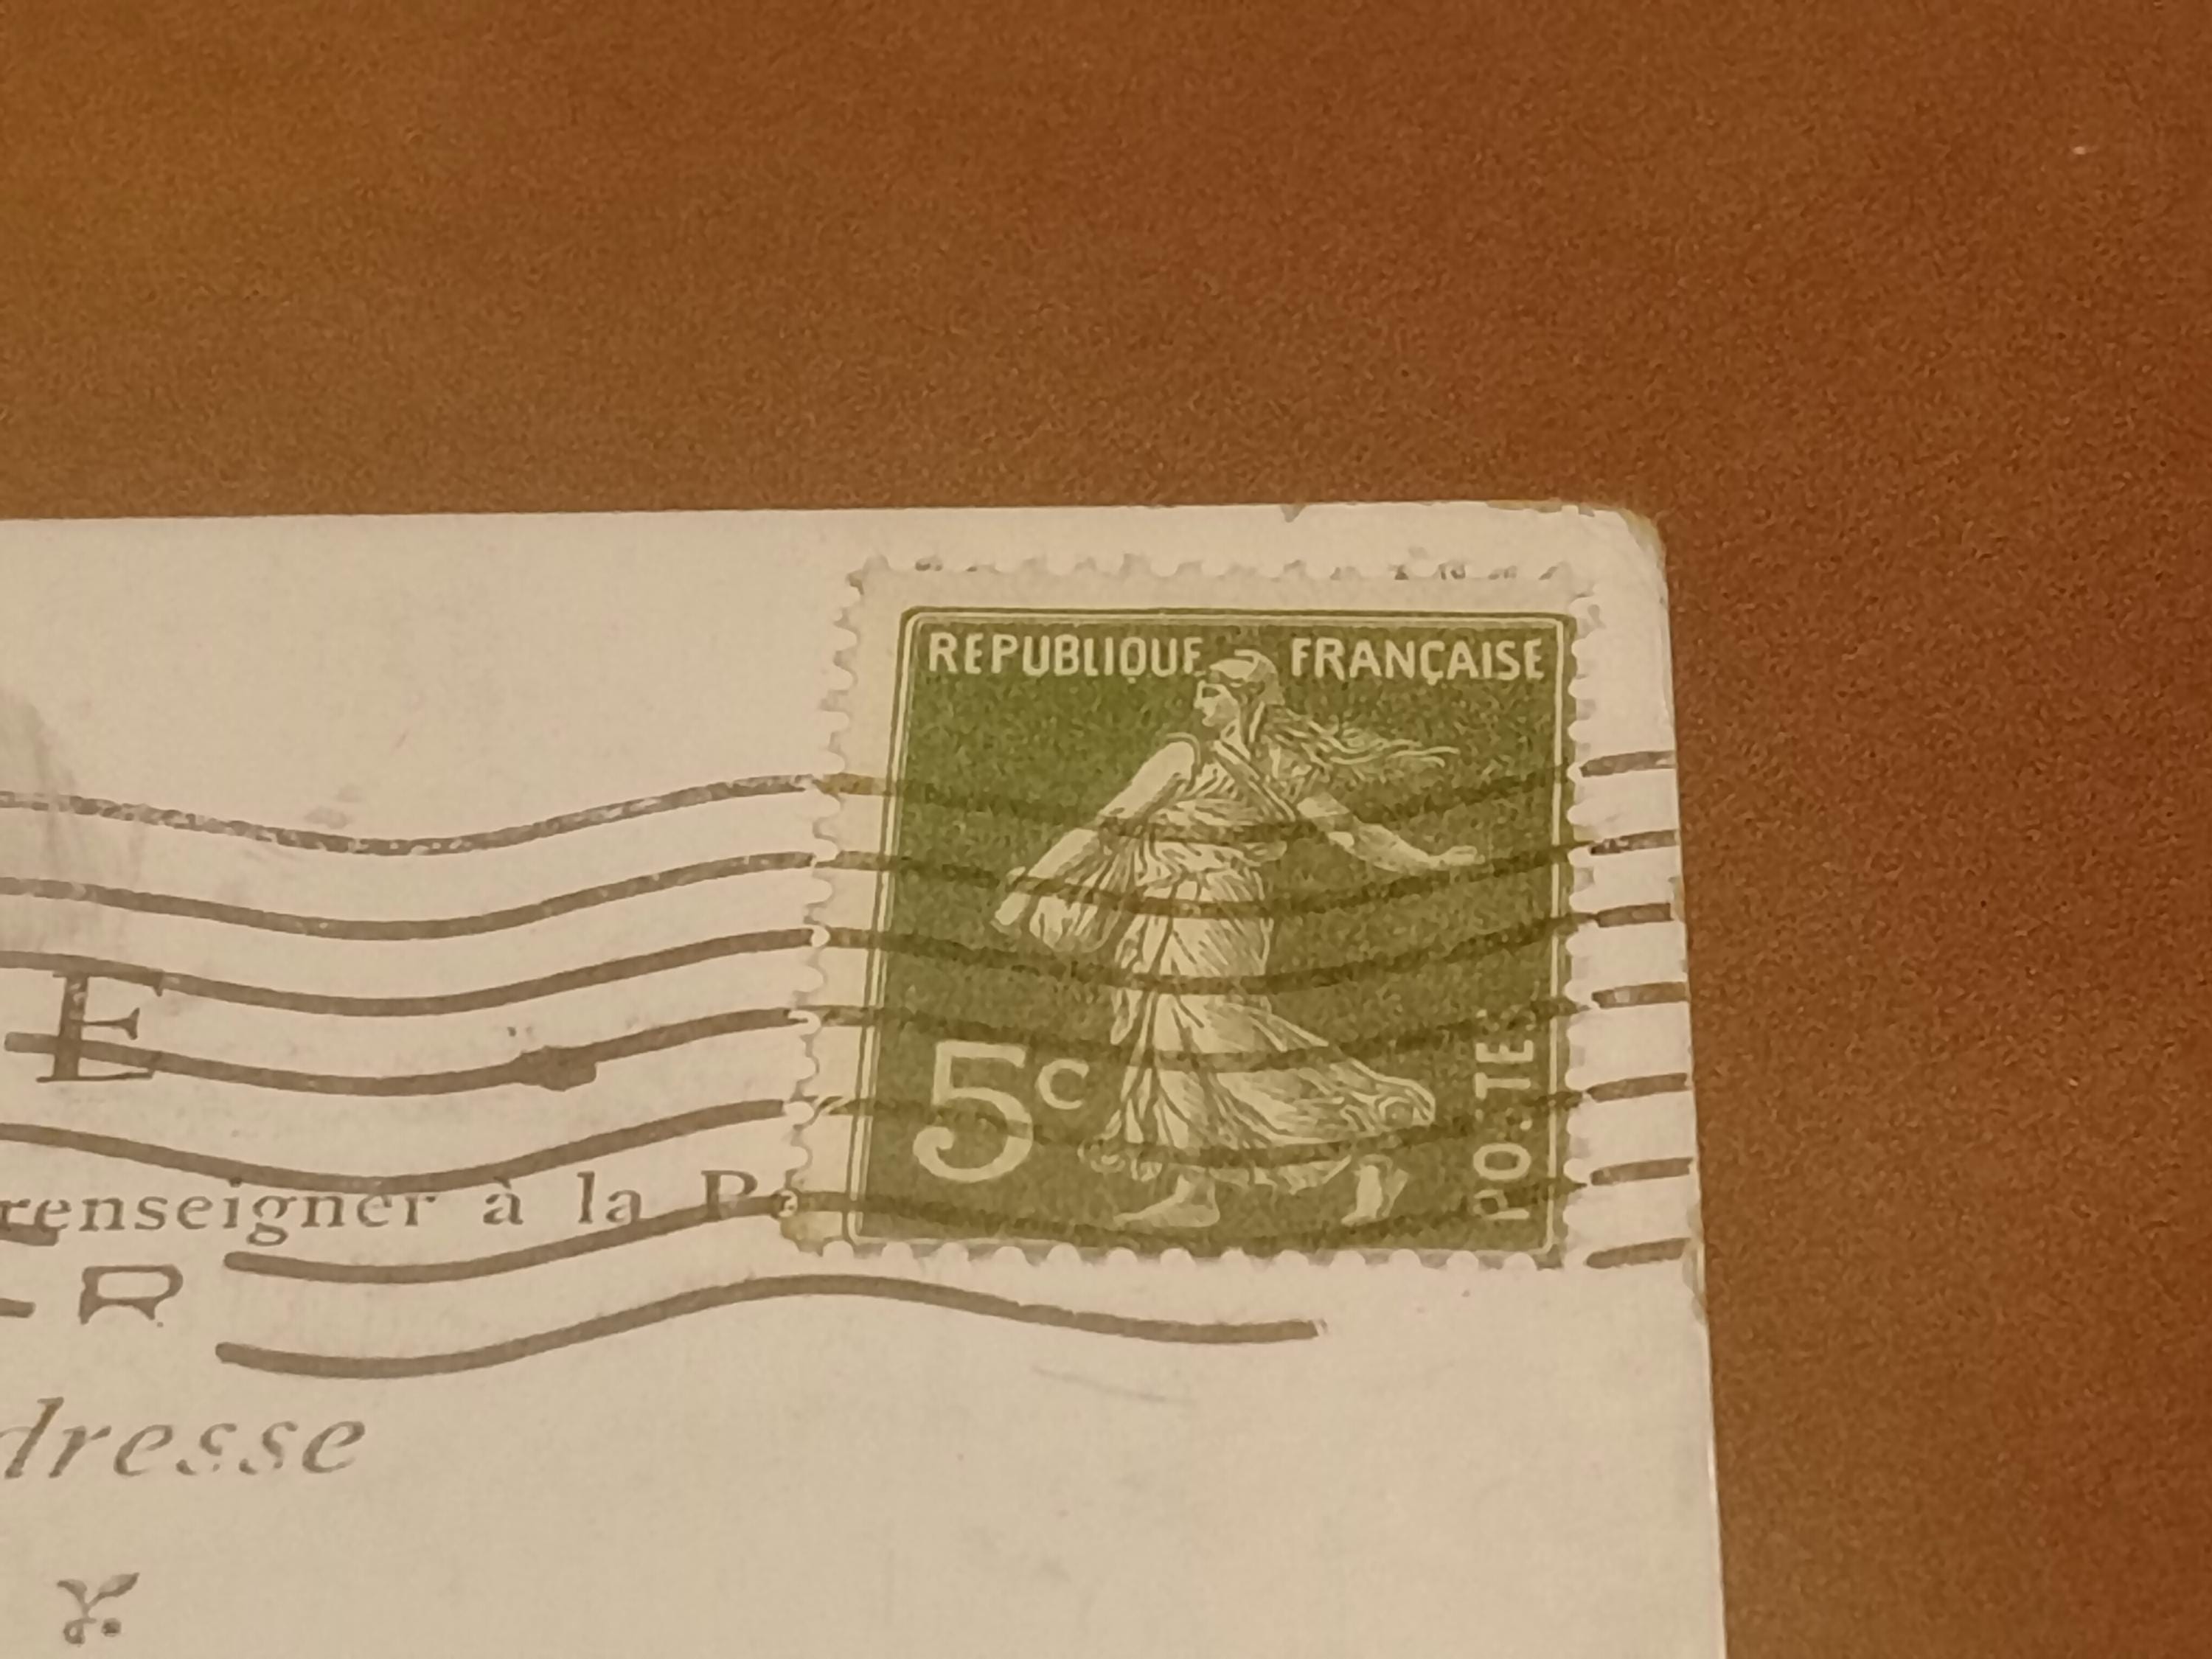 REPUBLIQUE FRANÇAISE
5c
POSTES
E
renseigner à la
R
dresse